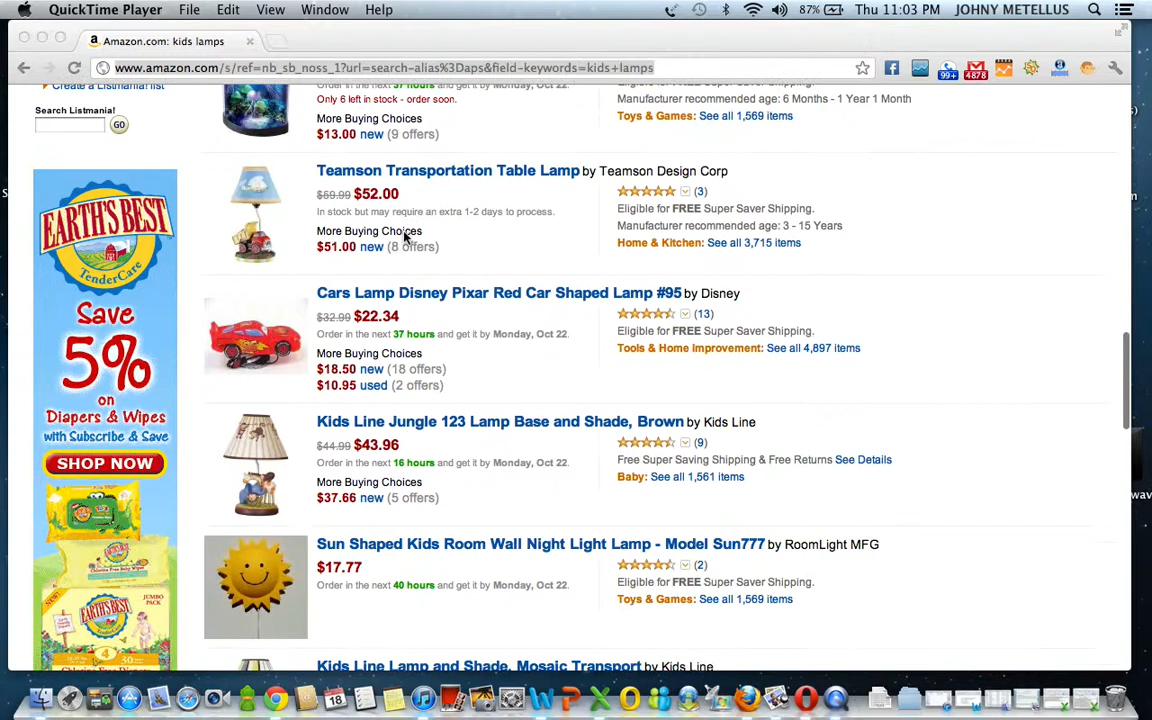 QuickTime Player File Edit View Window Help 87% Thu 11:03 PM JOHNY METELLUS
Amazon.com: kids lamps
www.amazon.com/s/ref=nb_sb_noss_1?url=search-alias%3Daps&field-keywords=kids+lamps
99+
4878
Create a Listmania! list
Search Listmania!
GO
EARTH'S BEST
TenderCare
Save
5%
on
Diapers & Wipes
with Subscribe & Save
SHOP NOW
NEW!
JUMBO PACK
Order in the next 37 hours and get it by Monday, Oct 22.
Only 6 left in stock - order soon.
More Buying Choices
$13.00 new (9 offers)
Eligible for FREE Super Saver Shipping.
Manufacturer recommended age: 6 Months - 1 Year 1 Month
Toys & Games: See all 1,569 items
Teamson Transportation Table Lamp by Teamson Design Corp
$59.99 $52.00
In stock but may require an extra 1-2 days to process.
More Buying Choices
$51.00 new (8 offers)
(3)
Eligible for FREE Super Saver Shipping.
Manufacturer recommended age: 3 - 15 Years
Home & Kitchen: See all 3,715 items
Cars Lamp Disney Pixar Red Car Shaped Lamp #95 by Disney
$32.99 $22.34
Order in the next 37 hours and get it by Monday, Oct 22.
More Buying Choices
$18.50 new (18 offers)
$10.95 used (2 offers)
(13)
Eligible for FREE Super Saver Shipping.
Tools & Home Improvement: See all 4,897 items
Kids Line Jungle 123 Lamp Base and Shade, Brown by Kids Line
$44.99 $43.96
Order in the next 16 hours and get it by Monday, Oct 22.
More Buying Choices
$37.66 new (5 offers)
(9)
Free Super Saving Shipping & Free Returns See Details
Baby: See all 1,561 items
Sun Shaped Kids Room Wall Night Light Lamp - Model Sun777 by RoomLight MFG
$17.77
Order in the next 40 hours and get it by Monday, Oct 22.
(2)
Eligible for FREE Super Saver Shipping.
Toys & Games: See all 1,569 items
Kids Line Lamp and Shade, Mosaic Transport by Kids Line